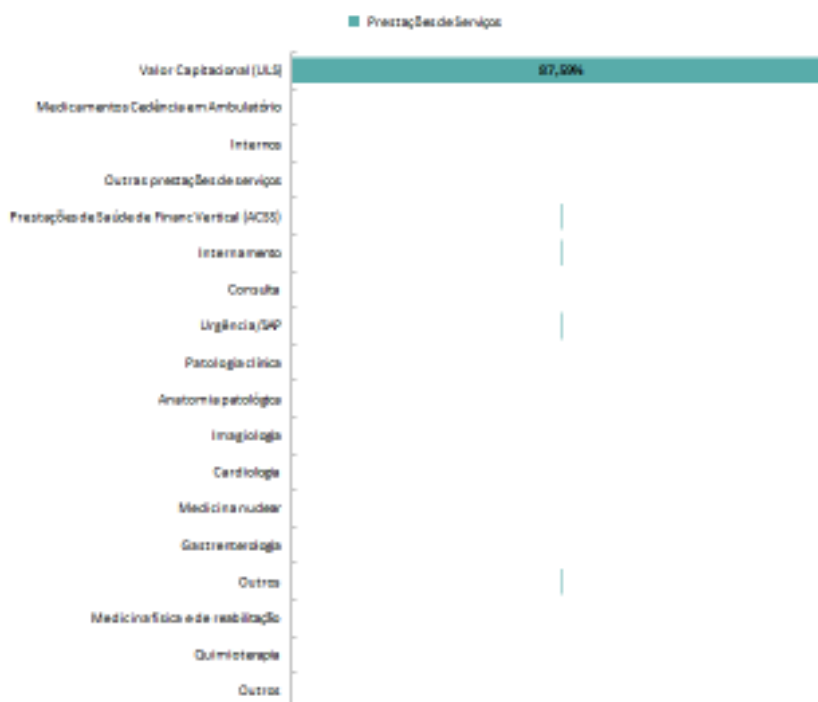 Prestações de Serviços
Valor Capitacional (ULS)
97,59%
Medicamentos Cedência em Ambulatório
Internos
Outras prestações de serviços
Prestações de Saúde de Financ Vertical (ACSS)
Internamento
Consulta
Urgência/SAP
Patologia clínica
Anatomia patológica
Imagiologia
Cardiologia
Medicina nuclear
Gastrenterologia
Outros
Medicina física e de reabilitação
Quimioterapia
Outros